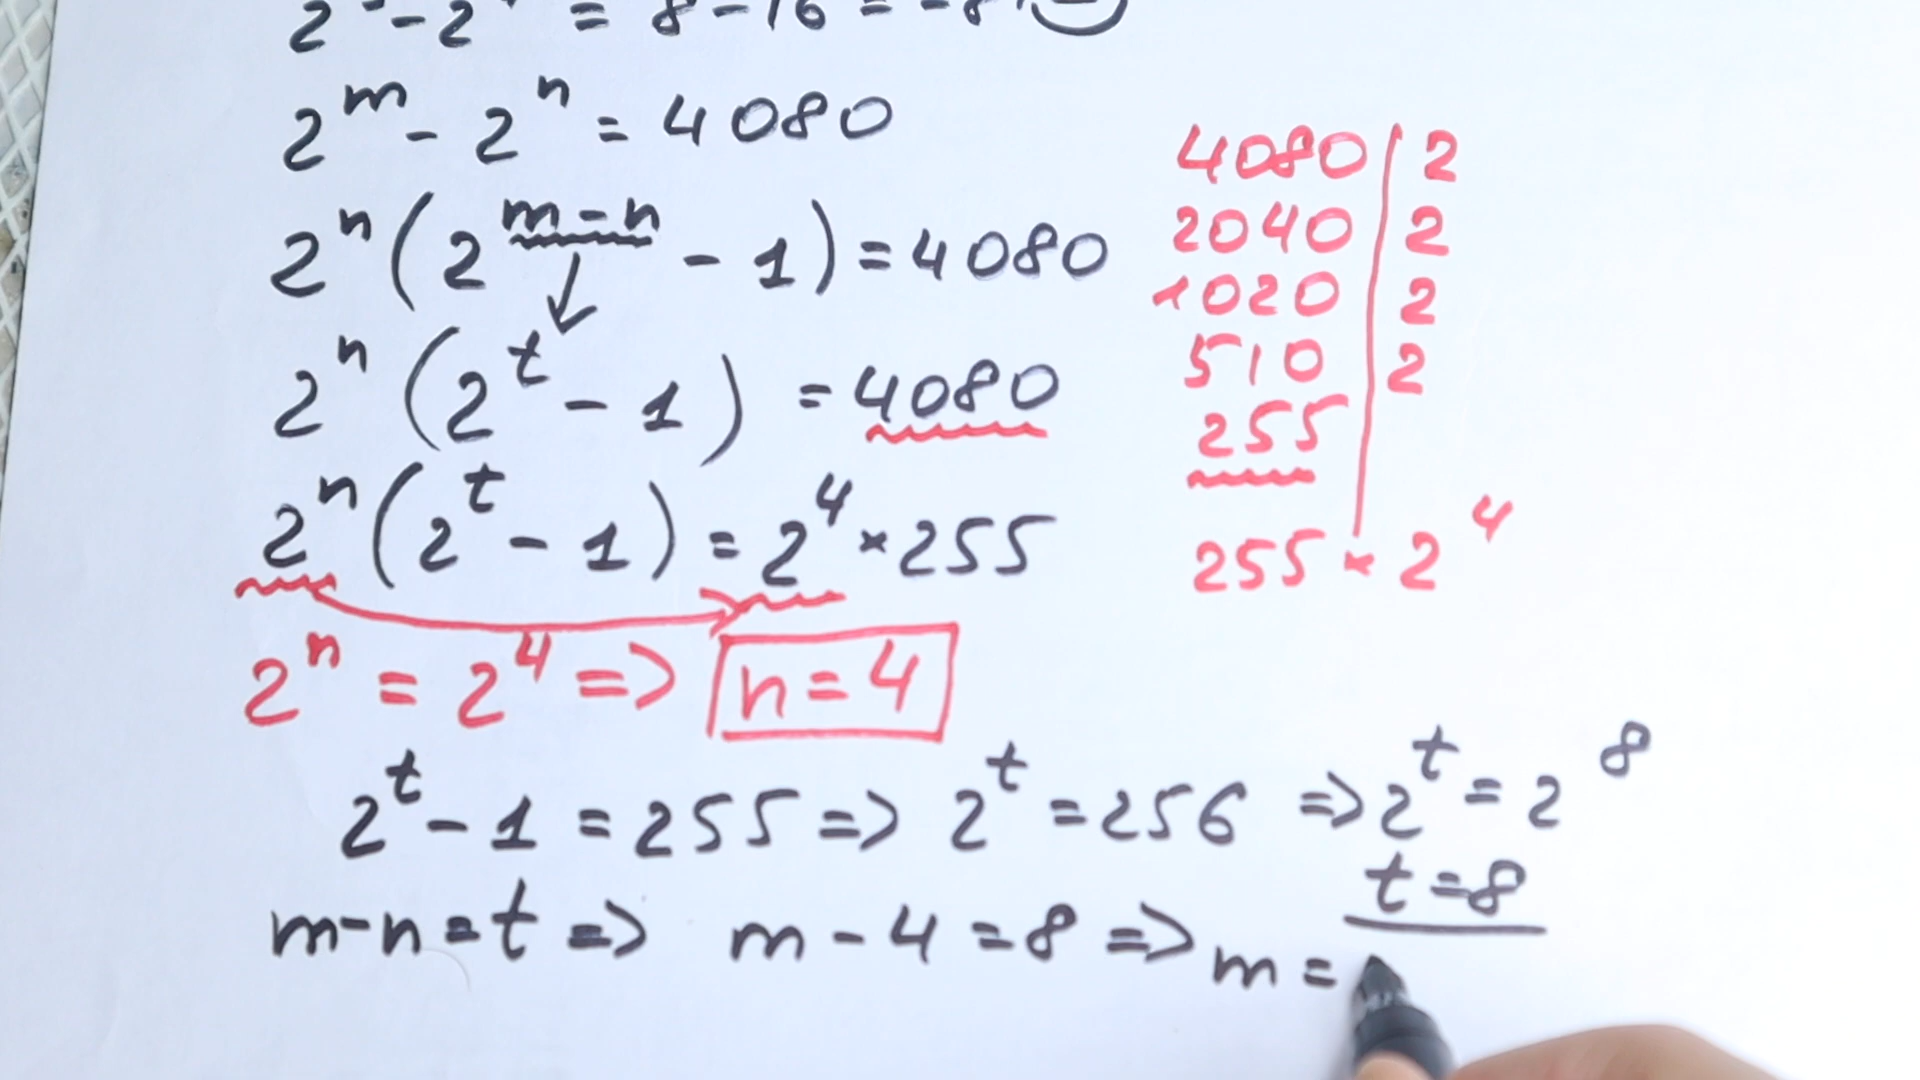 2^m - 2^n = 4080
2^n (2^{m-n} - 1) = 4080
2^n (2^t - 1) = 4080
2^n (2^t - 1) = 2^4 × 255
2^n = 2^4 => n = 4
2^t - 1 = 255 => 2^t = 256 => 2^t = 2^8
t = 8
m - n = t => m - 4 = 8 => m =
4080 | 2
2040 | 2
1020 | 2
510 | 2
255
255 × 2^4